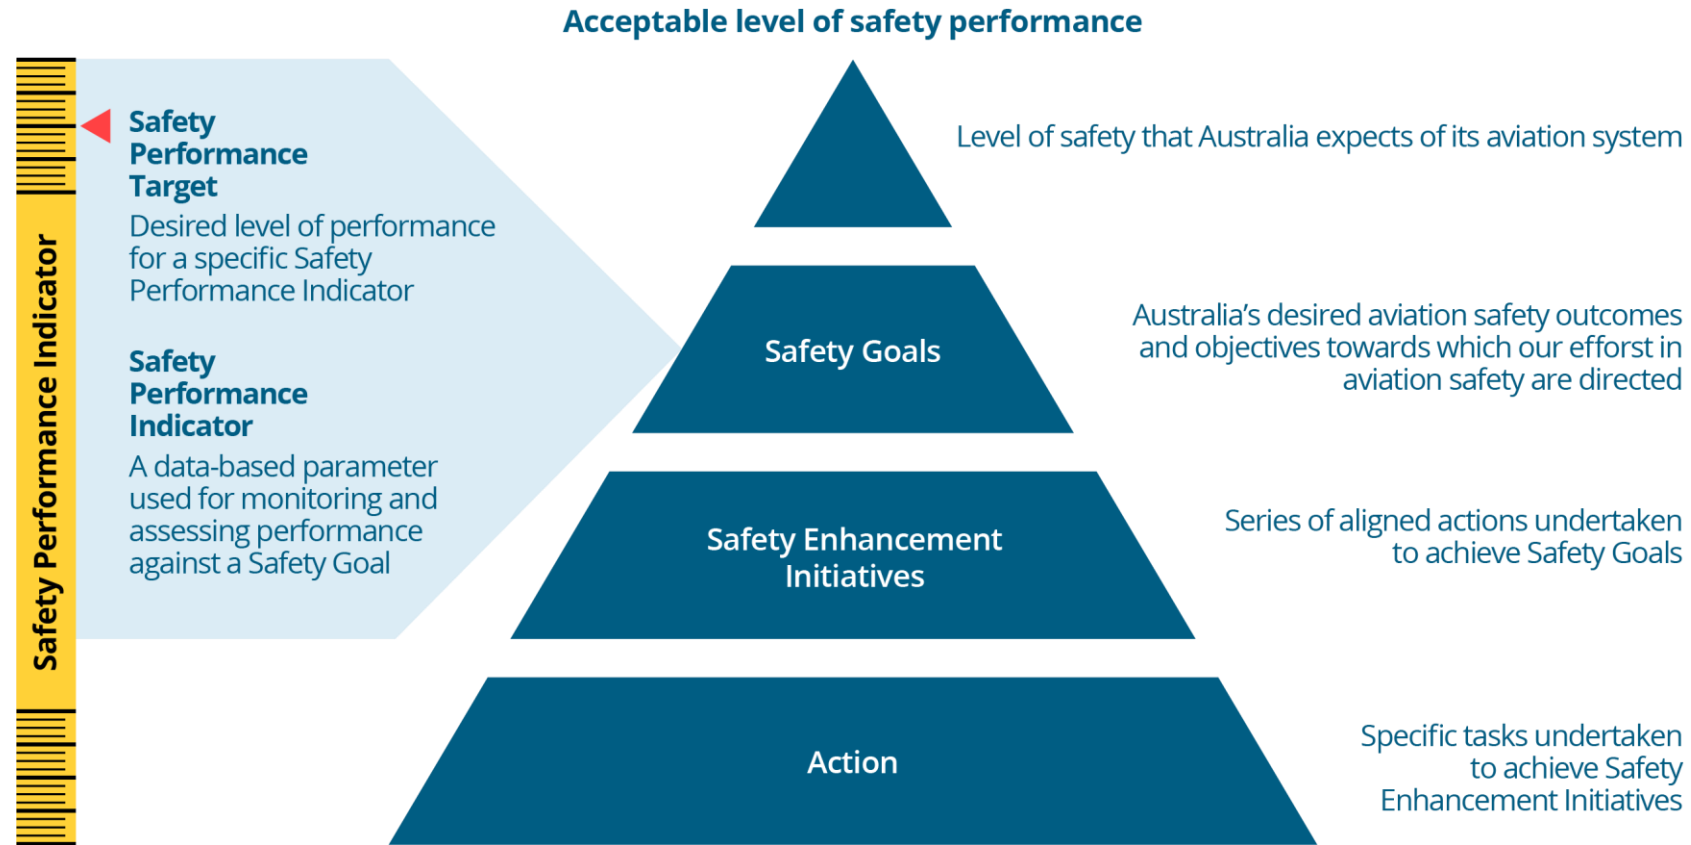 Acceptable level of safety performance
Safety Performance Indicator
Safety
Performance
Target
Desired level of performance
for a specific Safety
Performance Indicator
Safety
Performance
Indicator
A data-based parameter
used for monitoring and
assessing performance
against a Safety Goal
Level of safety that Australia expects of its aviation system
Safety Goals
Australia's desired aviation safety outcomes
and objectives towards which our efforst in
aviation safety are directed
Safety Enhancement
Initiatives
Series of aligned actions undertaken
to achieve Safety Goals
Action
Specific tasks undertaken
to achieve Safety
Enhancement Initiatives